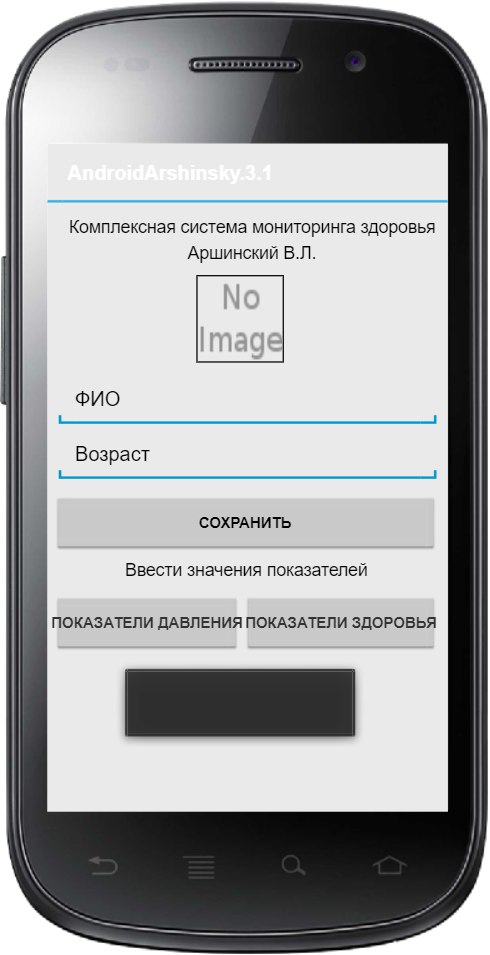 AndroidArshinsky.3.1
Комплексная система мониторинга здоровья
Аршинский В.Л.
No
Image
ФИО
Возраст
СОХРАНИТЬ
Ввести значения показателей
ПОКАЗАТЕЛИ ДАВЛЕНИЯ ПОКАЗАТЕЛИ ЗДОРОВЬЯ